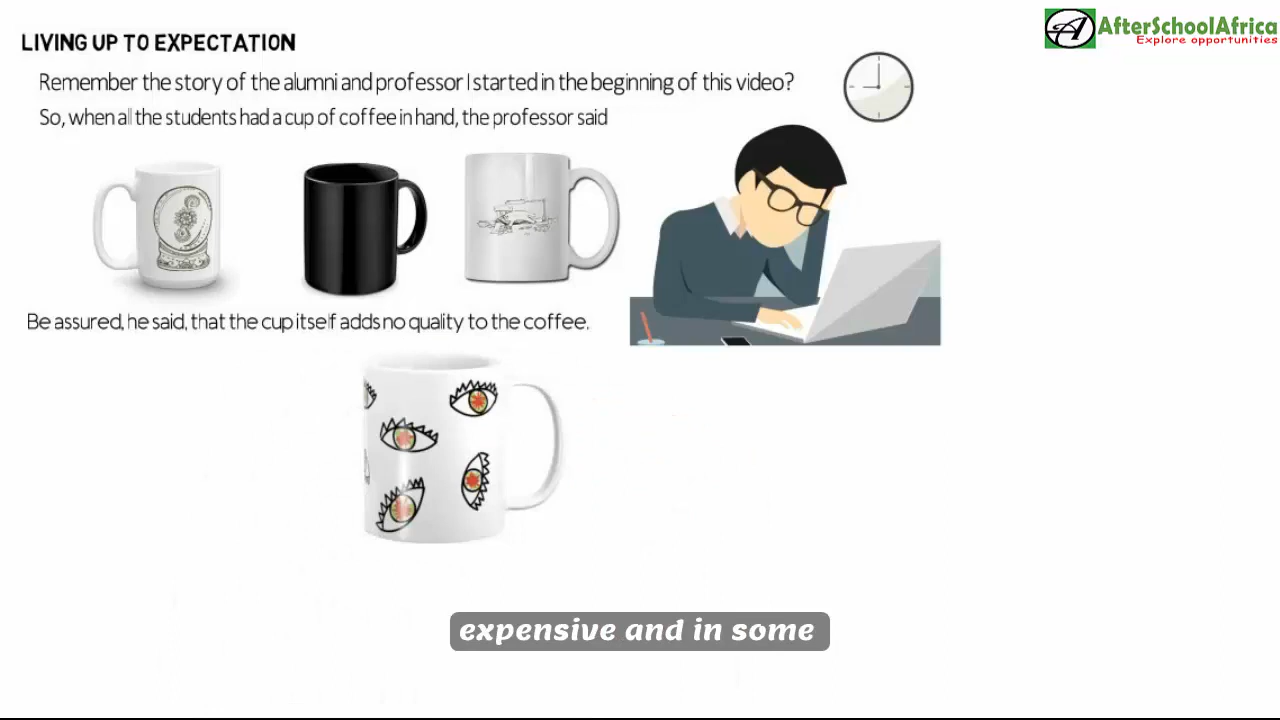 LIVING UP TO EXPECTATION
AfterSchoolAfrica
Explore opportunities
Remember the story of the alumni and professor I started in the beginning of this video?
So, when all the students had a cup of coffee in hand, the professor said
Be assured, he said, that the cup itself adds no quality to the coffee.
expensive and in some